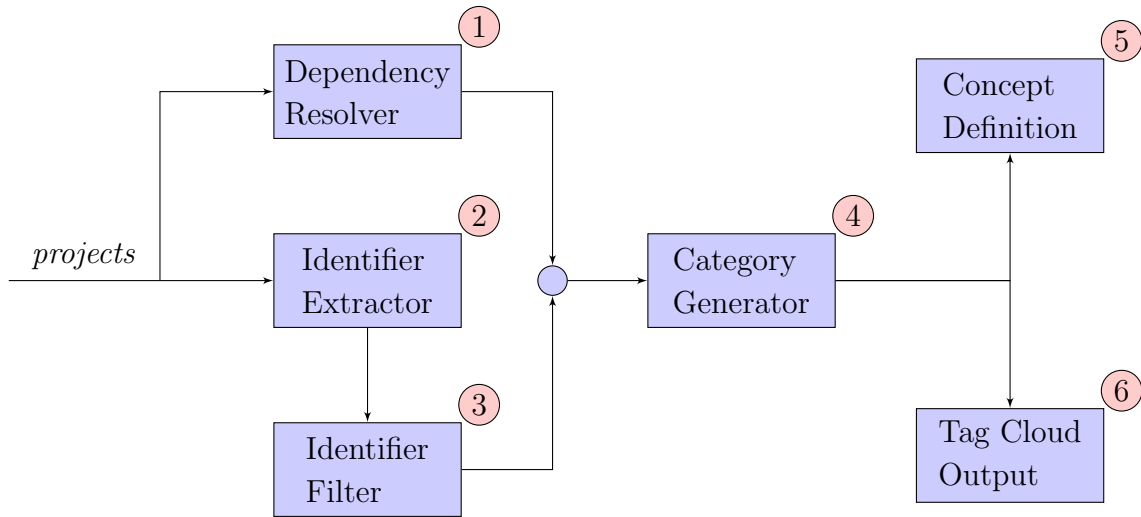 1
Dependency
Resolver
2
Identifier
Extractor
projects
3
Identifier
Filter
4
Category
Generator
5
Concept
Definition
6
Tag Cloud
Output